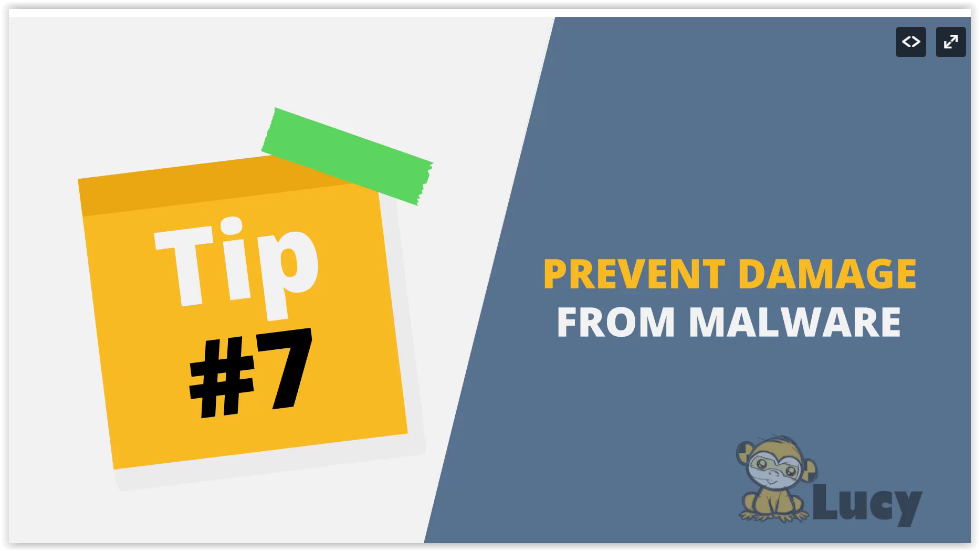 Tip
#7
PREVENT DAMAGE
FROM MALWARE
Lucy